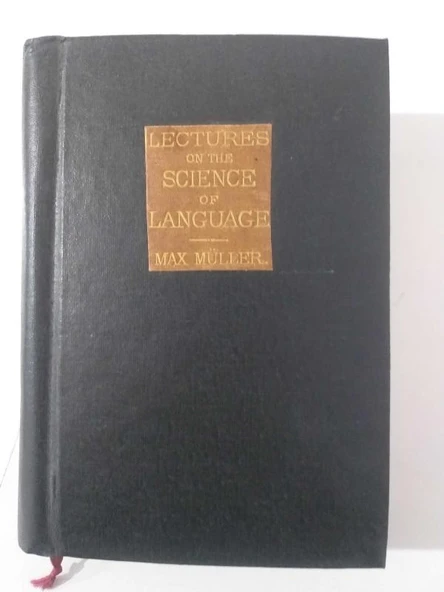 LECTURES
ON THE
SCIENCE
OF
LANGUAGE
MAX MÜLLER.